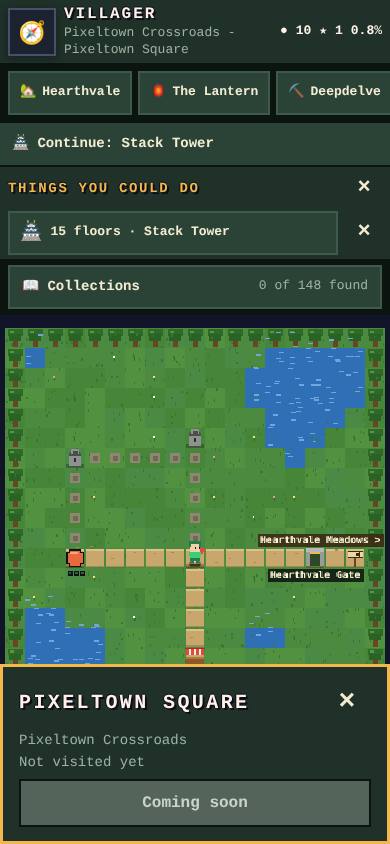 VILLAGER
Pixeltown Crossroads -
Pixeltown Square
● 10 ★ 1 0.8%
Hearthvale
The Lantern
Deepdelve
Continue: Stack Tower
THINGS YOU COULD DO ×
15 floors · Stack Tower ×
Collections 0 of 148 found
Hearthvale Meadows >
Hearthvale Gate
PIXELTOWN SQUARE ×
Pixeltown Crossroads
Not visited yet
Coming soon